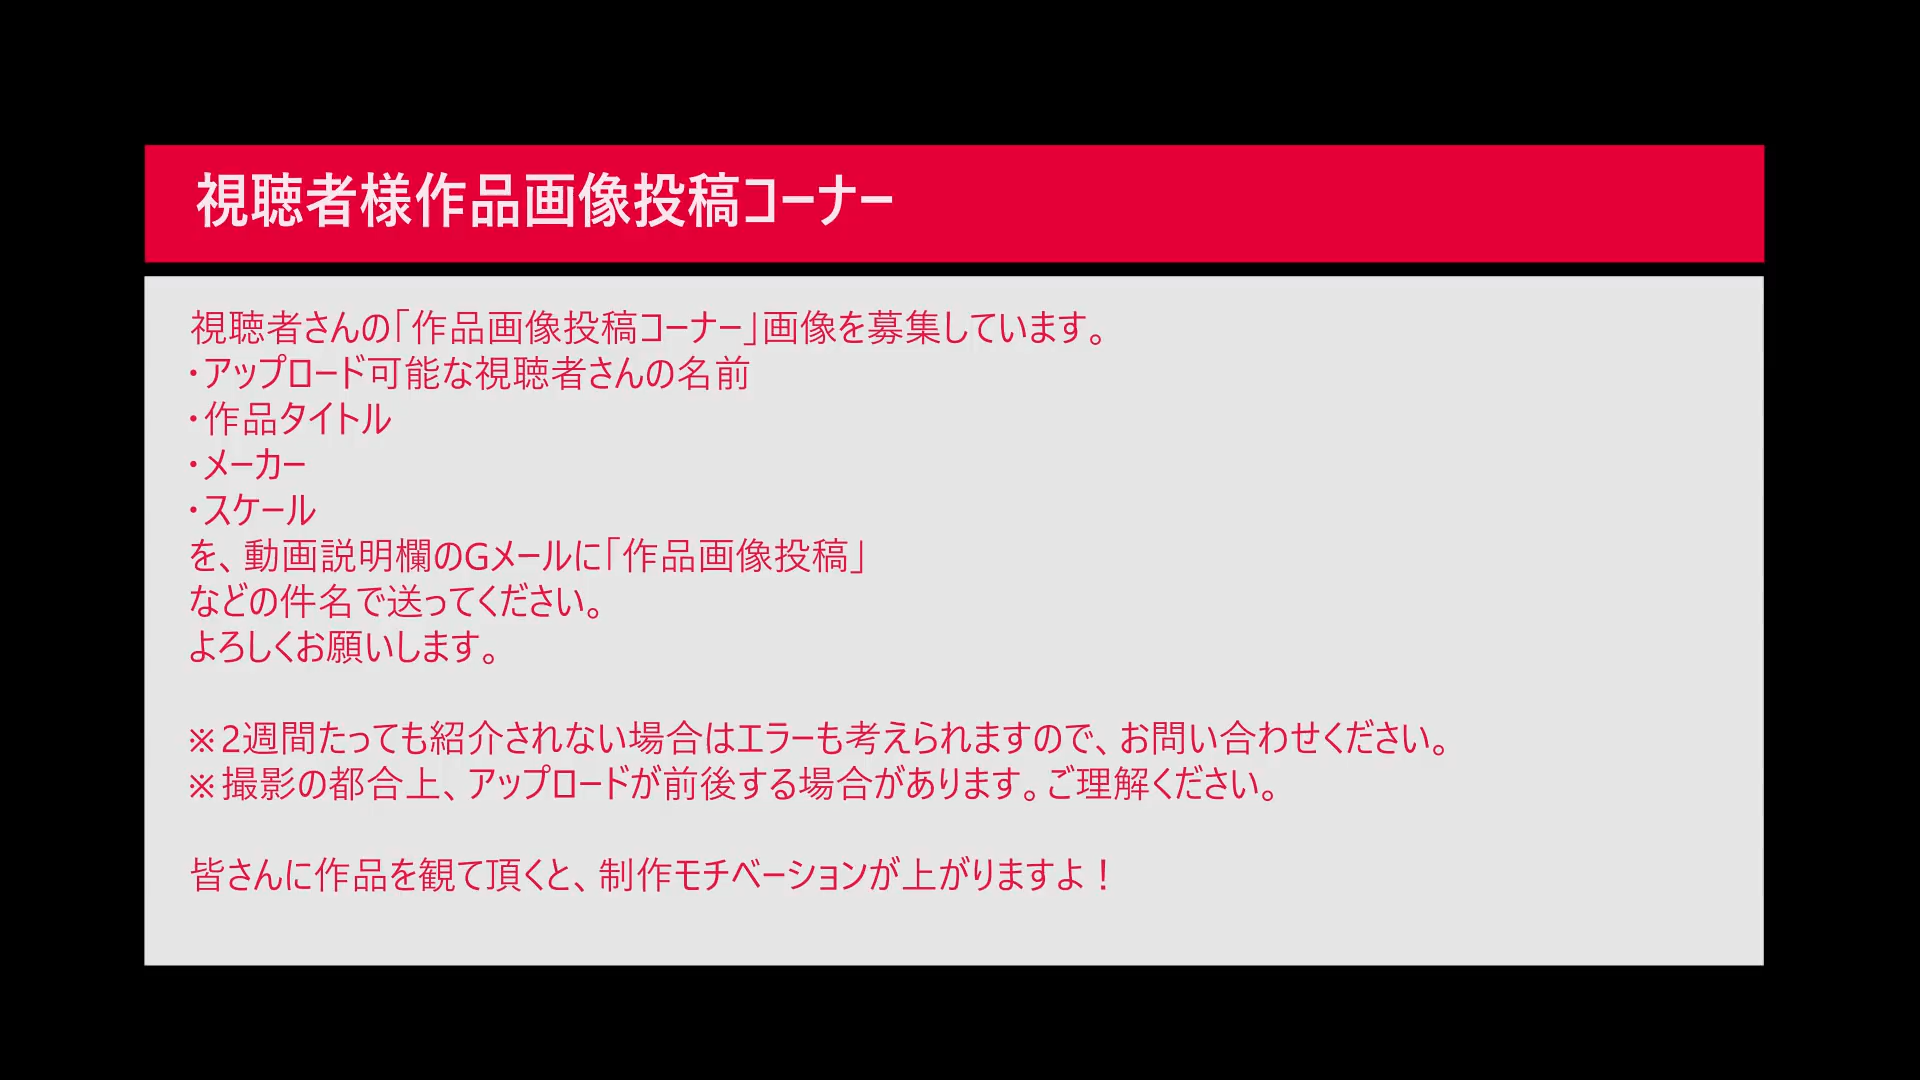 視聴者様作品画像投稿コーナー
視聴者さんの「作品画像投稿コーナー」画像を募集しています。
・アップロード可能な視聴者さんの名前
・作品タイトル
・メーカー
・スケール
を、動画説明欄のGメールに「作品画像投稿」
などの件名で送ってください。
よろしくお願いします。
※2週間たっても紹介されない場合はエラーも考えられますので、お問い合わせください。
※撮影の都合上、アップロードが前後する場合があります。ご理解ください。
皆さんに作品を観て頂くと、制作モチベーションが上がりますよ！